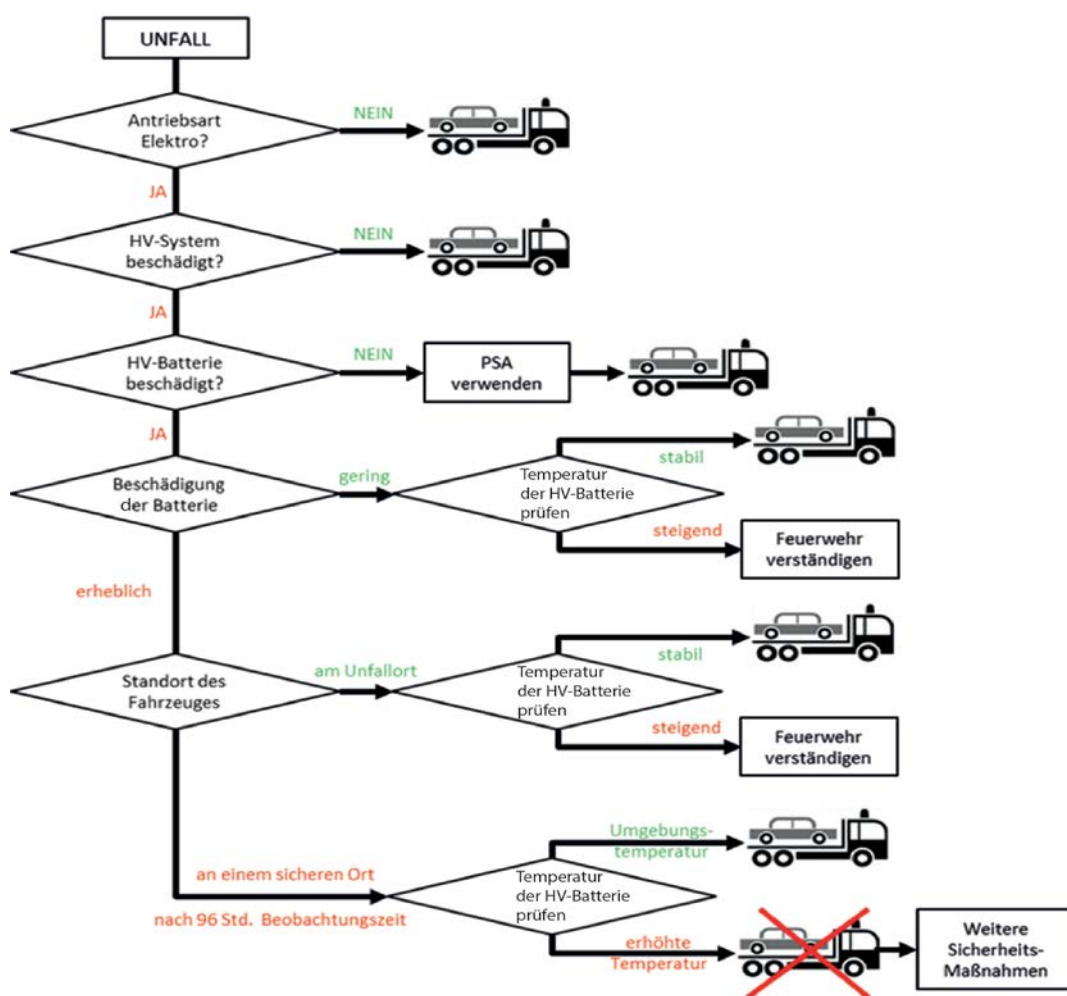 UNFALL
Antriebsart
Elektro?
NEIN
JA
HV-System
beschädigt?
NEIN
JA
HV-Batterie
beschädigt?
NEIN
PSA
verwenden
JA
Beschädigung
der Batterie
gering
Temperatur
der HV-Batterie
prüfen
stabil
steigend
Feuerwehr
verständigen
erheblich
Standort des
Fahrzeuges
am Unfallort
Temperatur
der HV-Batterie
prüfen
stabil
steigend
Feuerwehr
verständigen
an einem sicheren Ort
nach 96 Std. Beobachtungszeit
Temperatur
der HV-Batterie
prüfen
Umgebungs-
temperatur
erhöhte
Temperatur
Weitere
Sicherheits-
Maßnahmen